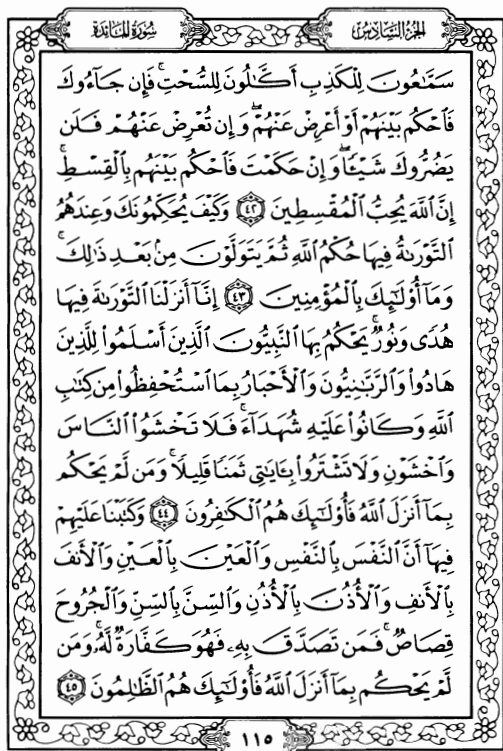 الجزء السادس
سورة المائدة
سَمَّٰعُونَ لِلْكَذِبِ أَكَّٰلُونَ لِلسُّحْتِ ۚ فَإِن جَآءُوكَ
فَٱحْكُم بَيْنَهُمْ أَوْ أَعْرِضْ عَنْهُمْ ۖ وَإِن تُعْرِضْ عَنْهُمْ فَلَن
يَضُرُّوكَ شَيْـًٔا ۖ وَإِنْ حَكَمْتَ فَٱحْكُم بَيْنَهُم بِٱلْقِسْطِ ۚ
إِنَّ ٱللَّهَ يُحِبُّ ٱلْمُقْسِطِينَ ٤٢ وَكَيْفَ يُحَكِّمُونَكَ وَعِندَهُمُ
ٱلتَّوْرَىٰةُ فِيهَا حُكْمُ ٱللَّهِ ثُمَّ يَتَوَلَّوْنَ مِنۢ بَعْدِ ذَٰلِكَ ۚ
وَمَآ أُو۟لَٰٓئِكَ بِٱلْمُؤْمِنِينَ ٤٣ إِنَّآ أَنزَلْنَا ٱلتَّوْرَىٰةَ فِيهَا
هُدًى وَنُورٌ ۚ يَحْكُمُ بِهَا ٱلنَّبِيُّونَ ٱلَّذِينَ أَسْلَمُوا۟ لِلَّذِينَ
هَادُوا۟ وَٱلرَّبَّٰنِيُّونَ وَٱلْأَحْبَارُ بِمَا ٱسْتُحْفِظُوا۟ مِن كِتَٰبِ
ٱللَّهِ وَكَانُوا۟ عَلَيْهِ شُهَدَآءَ ۚ فَلَا تَخْشَوُا۟ ٱلنَّاسَ
وَٱخْشَوْنِ وَلَا تَشْتَرُوا۟ بِـَٔايَٰتِى ثَمَنًا قَلِيلًا ۚ وَمَن لَّمْ يَحْكُم
بِمَآ أَنزَلَ ٱللَّهُ فَأُو۟لَٰٓئِكَ هُمُ ٱلْكَٰفِرُونَ ٤٤ وَكَتَبْنَا عَلَيْهِمْ
فِيهَآ أَنَّ ٱلنَّفْسَ بِٱلنَّفْسِ وَٱلْعَيْنَ بِٱلْعَيْنِ وَٱلْأَنفَ
بِٱلْأَنفِ وَٱلْأُذُنَ بِٱلْأُذُنِ وَٱلسِّنَّ بِٱلسِّنِّ وَٱلْجُرُوحَ
قِصَاصٌ ۚ فَمَن تَصَدَّقَ بِهِۦ فَهُوَ كَفَّارَةٌ لَّهُۥ ۚ وَمَن
لَّمْ يَحْكُم بِمَآ أَنزَلَ ٱللَّهُ فَأُو۟لَٰٓئِكَ هُمُ ٱلظَّٰلِمُونَ ٤٥
١١٥